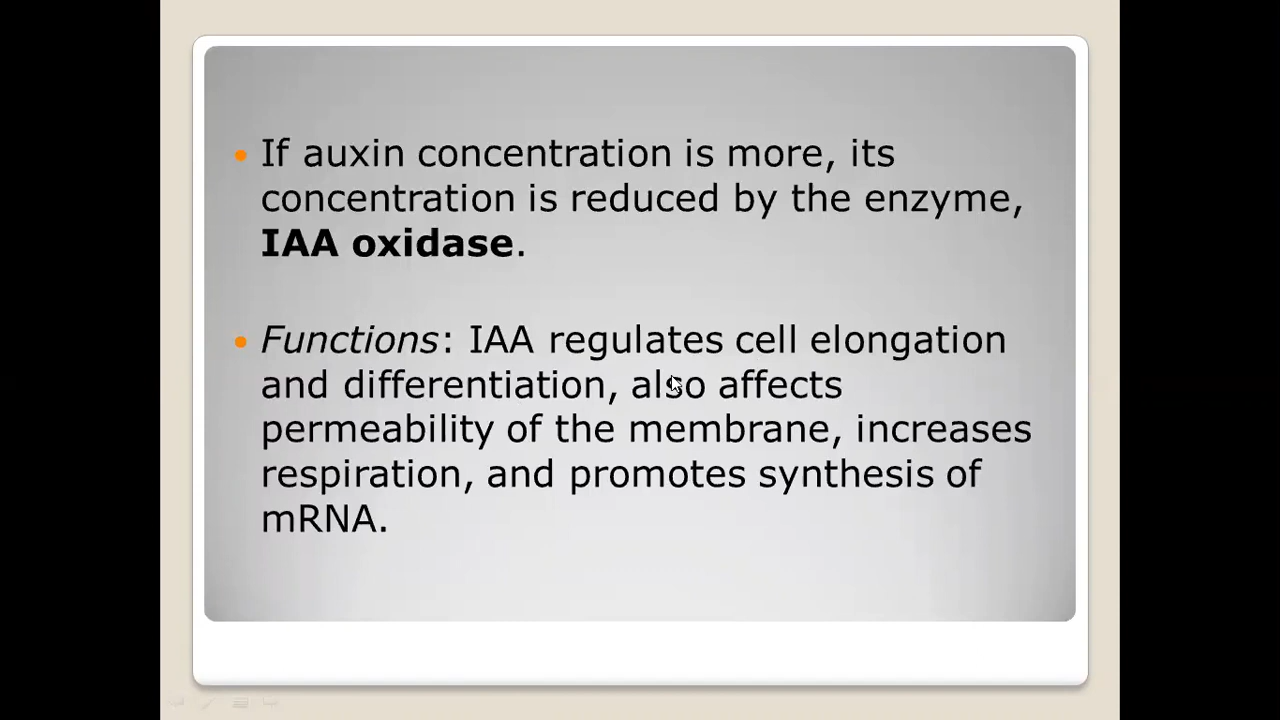 If auxin concentration is more, its
concentration is reduced by the enzyme,
IAA oxidase.
Functions: IAA regulates cell elongation
and differentiation, also affects
permeability of the membrane, increases
respiration, and promotes synthesis of
mRNA.